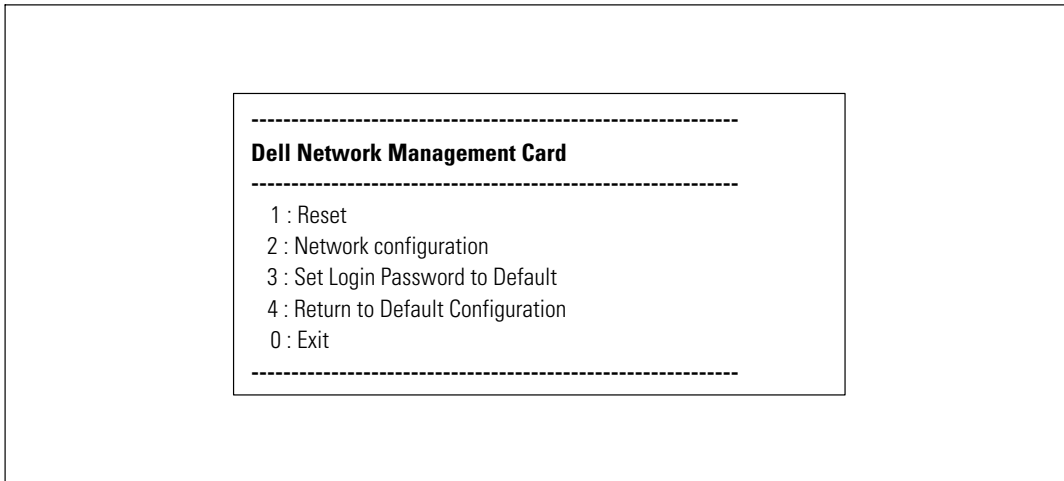 -------------------------------------------------------------
Dell Network Management Card
-------------------------------------------------------------
1 : Reset
2 : Network configuration
3 : Set Login Password to Default
4 : Return to Default Configuration
0 : Exit
-------------------------------------------------------------